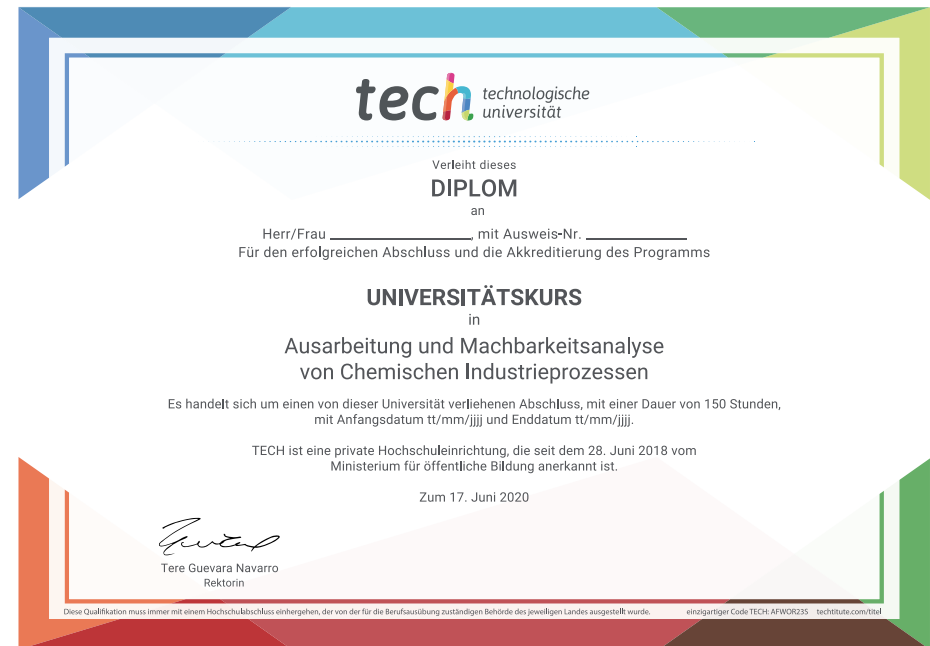 tech technologische
universität
Verleiht dieses
DIPLOM
an
Herr/Frau ____________, mit Ausweis-Nr. ____________
Für den erfolgreichen Abschluss und die Akkreditierung des Programms
UNIVERSITÄTSKURS
in
Ausarbeitung und Machbarkeitsanalyse
von Chemischen Industrieprozessen
Es handelt sich um einen von dieser Universität verliehenen Abschluss, mit einer Dauer von 150 Stunden,
mit Anfangsdatum tt/mm/jjjj und Enddatum tt/mm/jjjj.
TECH ist eine private Hochschuleinrichtung, die seit dem 28. Juni 2018 vom
Ministerium für öffentliche Bildung anerkannt ist.
Zum 17. Juni 2020
Tere Guevara Navarro
Rektorin
Diese Qualifikation muss immer mit einem Hochschulabschluss einhergehen, der von der für die Berufsausübung zuständigen Behörde des jeweiligen Landes ausgestellt wurde. einzigartiger Code TECH: AFWOR23S techtitute.com/titel